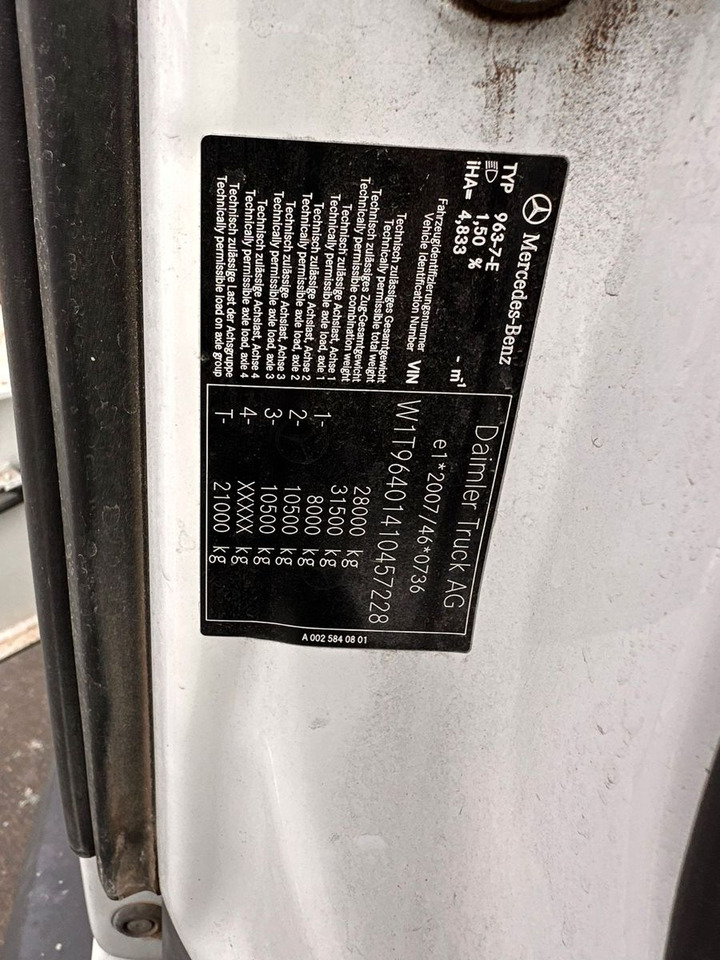 Mercedes-Benz
TYP 963-7-E
1,50 % - m⁻¹
iHA= 4,833
Daimler Truck AG
e1*2007/46*0736
Fahrzeugidentifizierungsnummer
Vehicle Identification Number VIN W1T96401410457228
Technisch zulässiges Gesamtgewicht
Technically permissible total weight 28000 kg
Technisch zulässiges Zug-Gesamtgewicht
Technically permissible combination weight 31500 kg
Technisch zulässige Achslast, Achse 1
Technically permissible axle load, axle 1 1- 8000 kg
Technisch zulässige Achslast, Achse 2
Technically permissible axle load, axle 2 2- 10500 kg
Technisch zulässige Achslast, Achse 3
Technically permissible axle load, axle 3 3- 10500 kg
Technisch zulässige Achslast, Achse 4
Technically permissible axle load, axle 4 4- XXXXX kg
Technisch zulässige Last der Achsgruppe
Technically permissible load on axle group T- 21000 kg
A 002 584 08 01